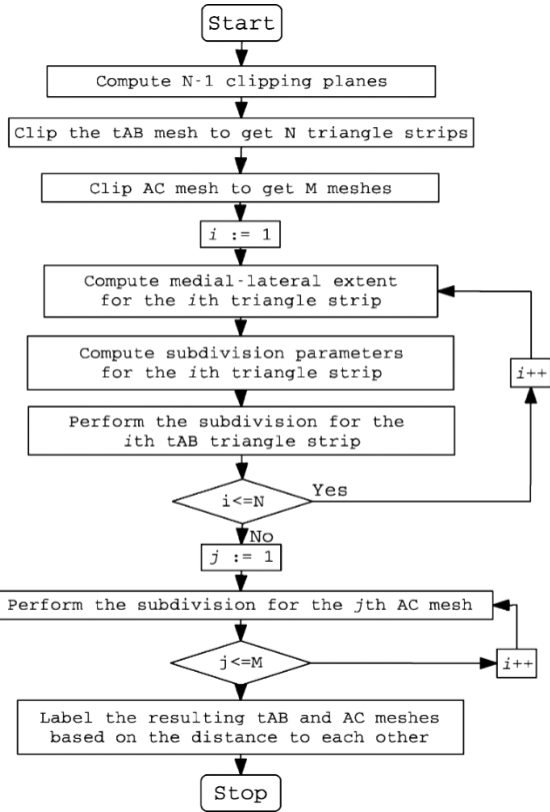 Start
Compute N-1 clipping planes
Clip the tAB mesh to get N triangle strips
Clip AC mesh to get M meshes
i := 1
Compute medial-lateral extent
for the ith triangle strip
Compute subdivision parameters
for the ith triangle strip
i++
Perform the subdivision for the
ith tAB triangle strip
i<=N
Yes
No
j := 1
Perform the subdivision for the jth AC mesh
j<=M
i++
Label the resulting tAB and AC meshes
based on the distance to each other
Stop